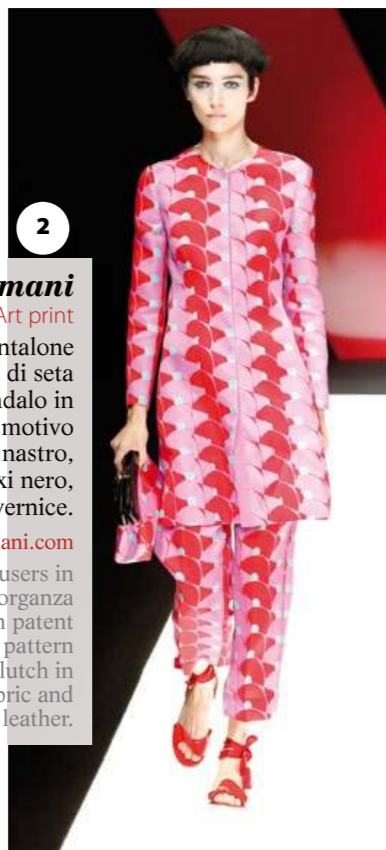 2
mani
Art print
ntalone
di seta
ndalo in
motivo
nastro,
xi nero,
vernice.
ani.com
users in
organza
n patent
pattern
lutch in
bric and
leather.